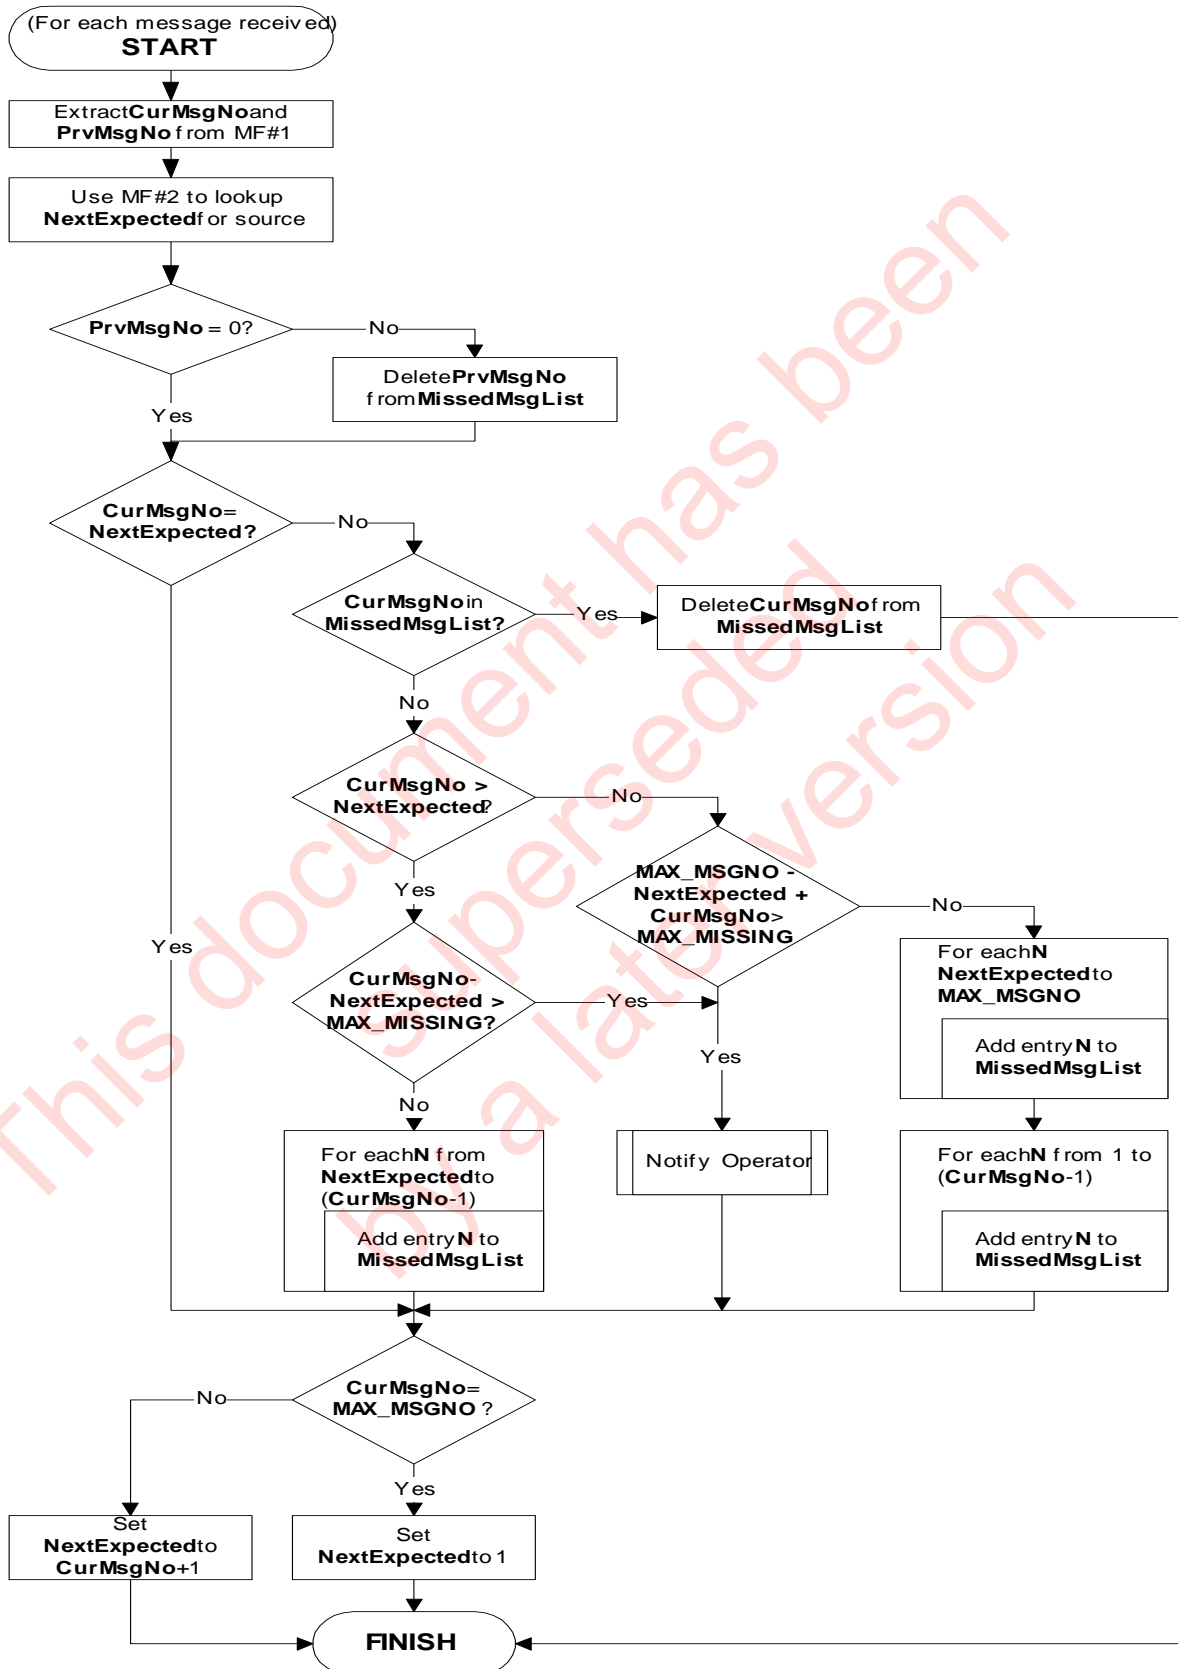 (For each message received)
START
Extract CurMsgNo and
PrvMsgNo from MF#1
Use MF#2 to lookup
NextExpected for source
PrvMsgNo = 0?
No
Delete PrvMsgNo
from MissedMsgList
Yes
CurMsgNo=
NextExpected?
No
CurMsgNo in
MissedMsgList?
Yes
Delete CurMsgNo from
MissedMsgList
No
CurMsgNo >
NextExpected?
No
MAX_MSGNO -
NextExpected +
CurMsgNo>
MAX_MISSING
No
Yes
Yes
CurMsgNo-
NextExpected >
MAX_MISSING?
Yes
For each N
NextExpected to
MAX_MSGNO
Add entry N to
MissedMsgList
Yes
No
For each N from
NextExpected to
(CurMsgNo-1)
Add entry N to
MissedMsgList
Notify Operator
For each N from 1 to
(CurMsgNo-1)
Add entry N to
MissedMsgList
CurMsgNo=
MAX_MSGNO ?
No
Yes
Set
NextExpected to
CurMsgNo+1
Set
NextExpected to 1
FINISH
This document has been
superseded
by a later version